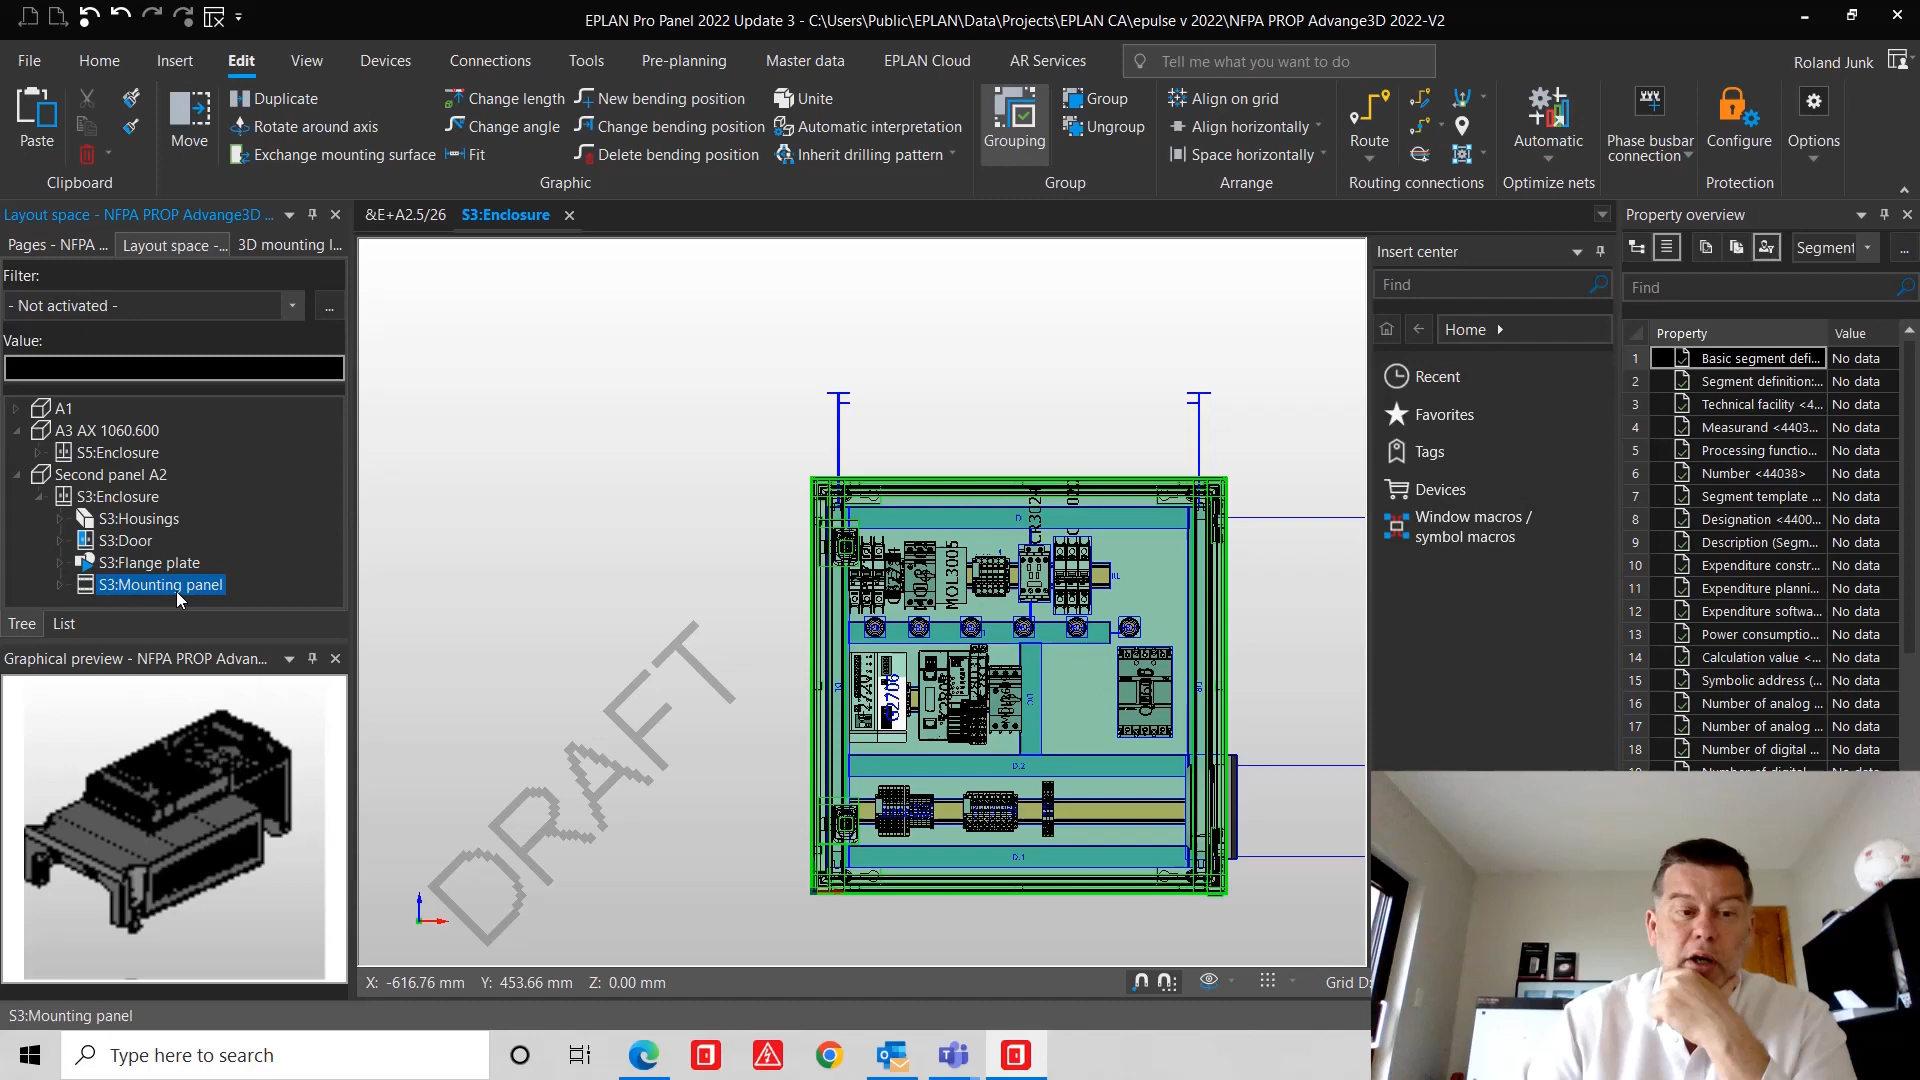 EPLAN Pro Panel 2022 Update 3 - C:\Users\Public\EPLAN\Data\Projects\EPLAN CA\epulse v 2022\NFPA PROP Advange3D 2022-V2
File Home Insert Edit View Devices Connections Tools Pre-planning Master data EPLAN Cloud AR Services
Tell me what you want to do
Roland Junk
Paste
Clipboard
Move
Duplicate
Rotate around axis
Exchange mounting surface
Change length
Change angle
Fit
New bending position
Change bending position
Delete bending position
Unite
Automatic interpretation
Inherit drilling pattern
Graphic
Grouping
Group
Ungroup
Group
Align on grid
Align horizontally
Space horizontally
Arrange
Route
Routing connections
Automatic
Optimize nets
Phase busbar
connection
Configure
Protection
Options
Layout space - NFPA PROP Advange3D ...
Pages - NFPA ... Layout space -... 3D mounting l...
Filter:
- Not activated -
...
Value:
A1
A3 AX 1060.600
S5:Enclosure
Second panel A2
S3:Enclosure
S3:Housings
S3:Door
S3:Flange plate
S3:Mounting panel
Tree List
Graphical preview - NFPA PROP Advan...
&E+A2.5/26 S3:Enclosure
DRAFT
MOL3005
G2706
D.2
D.1
X: -616.76 mm Y: 453.66 mm Z: 0.00 mm
Grid D:
Insert center
Find
Home
Recent
Favorites
Tags
Devices
Window macros /
symbol macros
Property overview
Segment
...
Find
Property Value
1 Basic segment defi... No data
2 Segment definition:... No data
3 Technical facility <4... No data
4 Measurand <4403... No data
5 Processing functio... No data
6 Number <44038> No data
7 Segment template ... No data
8 Designation <4400... No data
9 Description (Segm... No data
10 Expenditure constr... No data
11 Expenditure planni... No data
12 Expenditure softwa... No data
13 Power consumptio... No data
14 Calculation value <... No data
15 Symbolic address (... No data
16 Number of analog ... No data
17 Number of analog ... No data
18 Number of digital ... No data
S3:Mounting panel
Type here to search